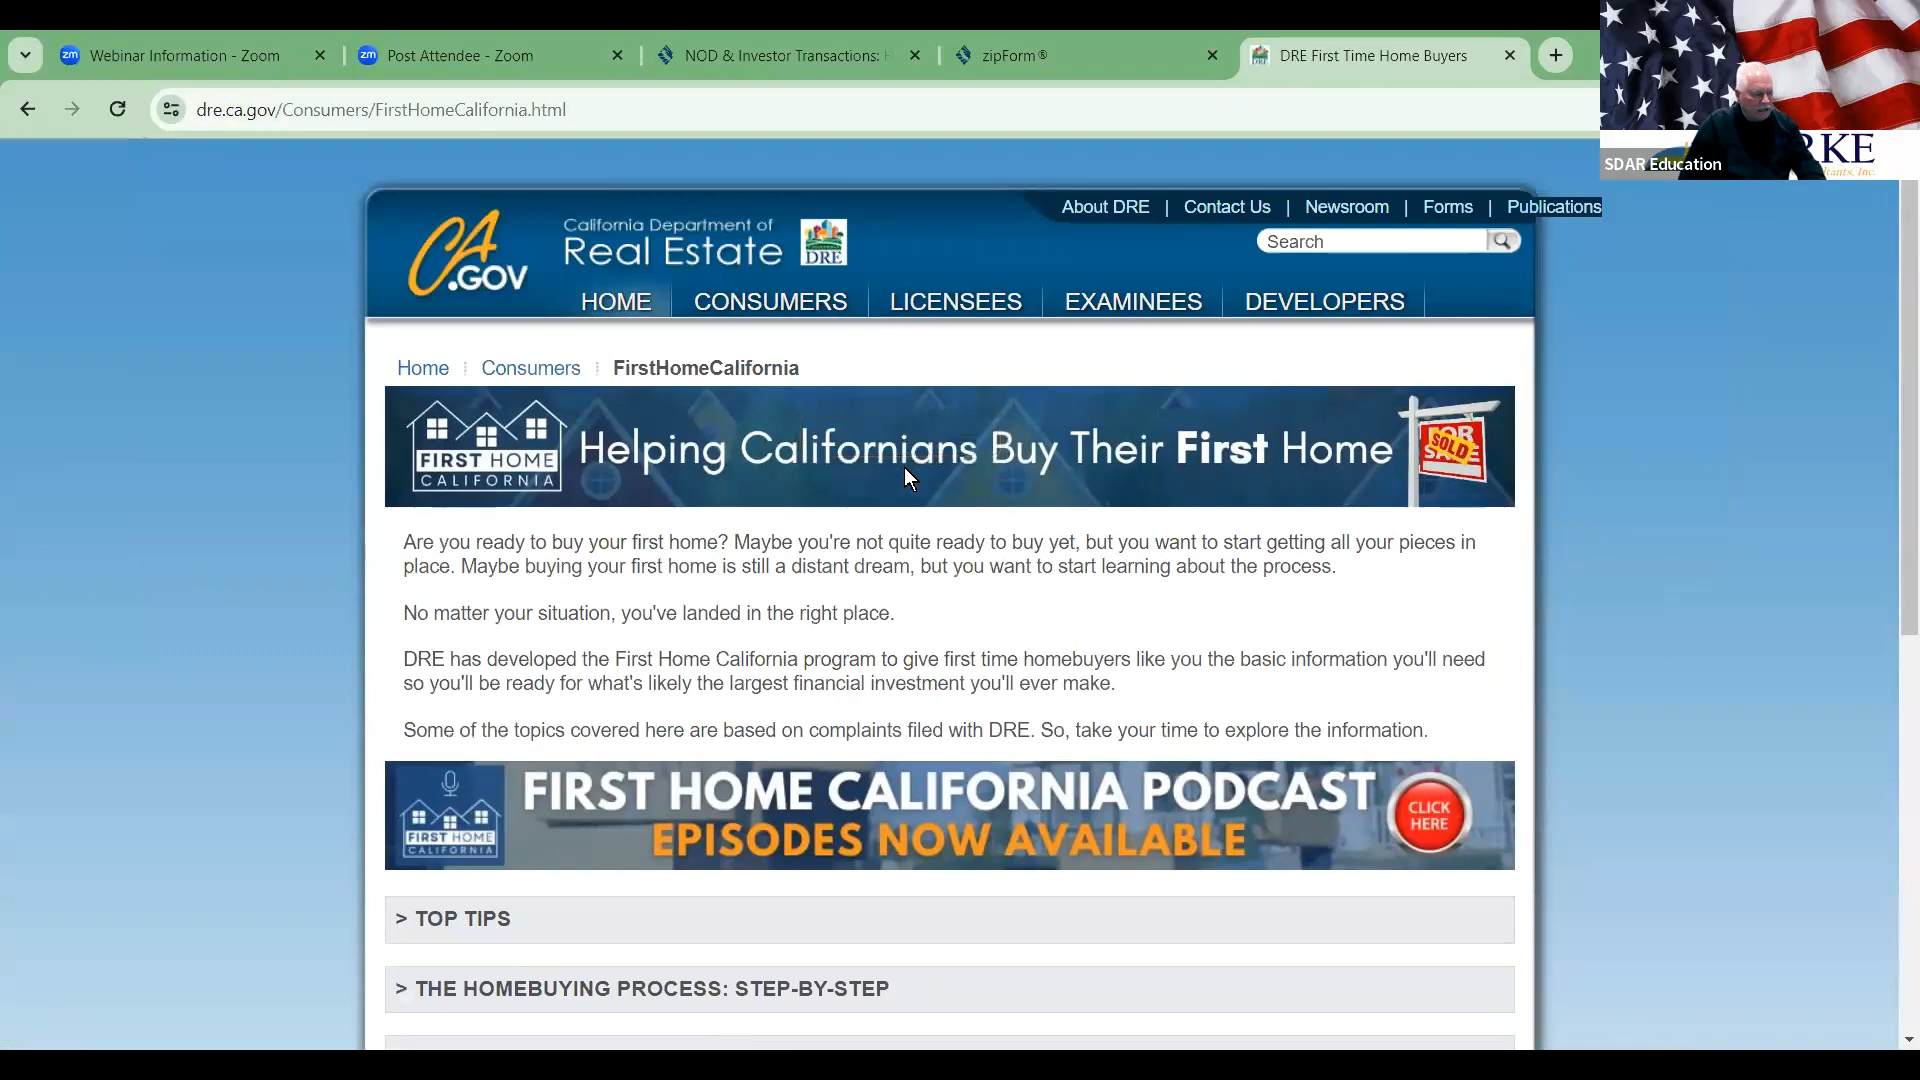 Webinar Information - Zoom
Post Attendee - Zoom
NOD & Investor Transactions:
zipForm®
DRE First Time Home Buyers
dre.ca.gov/Consumers/FirstHomeCalifornia.html
RKE
SDAR Education
About DRE | Contact Us | Newsroom | Forms | Publications
CA.GOV
California Department of
Real Estate
DRE
Search
HOME
CONSUMERS
LICENSEES
EXAMINEES
DEVELOPERS
Home
Consumers
FirstHomeCalifornia
FIRST HOME
CALIFORNIA
Helping Californians Buy Their First Home
FOR
SALE
SOLD
Are you ready to buy your first home? Maybe you're not quite ready to buy yet, but you want to start getting all your pieces in
place. Maybe buying your first home is still a distant dream, but you want to start learning about the process.
No matter your situation, you've landed in the right place.
DRE has developed the First Home California program to give first time homebuyers like you the basic information you'll need
so you'll be ready for what's likely the largest financial investment you'll ever make.
Some of the topics covered here are based on complaints filed with DRE. So, take your time to explore the information.
FIRST HOME
CALIFORNIA
FIRST HOME CALIFORNIA PODCAST
EPISODES NOW AVAILABLE
CLICK
HERE
> TOP TIPS
> THE HOMEBUYING PROCESS: STEP-BY-STEP